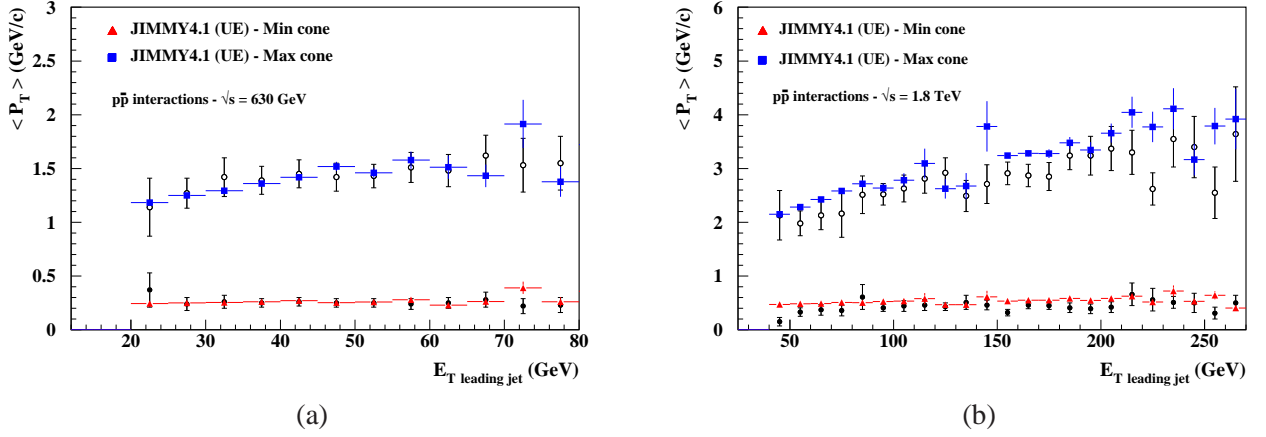 < P_T > (GeV/c)
3
2.5
2
1.5
1
0.5
0
JIMMY4.1 (UE) - Min cone
JIMMY4.1 (UE) - Max cone
pp̄ interactions - √s = 630 GeV
20 30 40 50 60 70 80
E_T leading jet (GeV)
(a)
< P_T > (GeV/c)
6
5
4
3
2
1
0
JIMMY4.1 (UE) - Min cone
JIMMY4.1 (UE) - Max cone
pp̄ interactions - √s = 1.8 TeV
50 100 150 200 250
E_T leading jet (GeV)
(b)